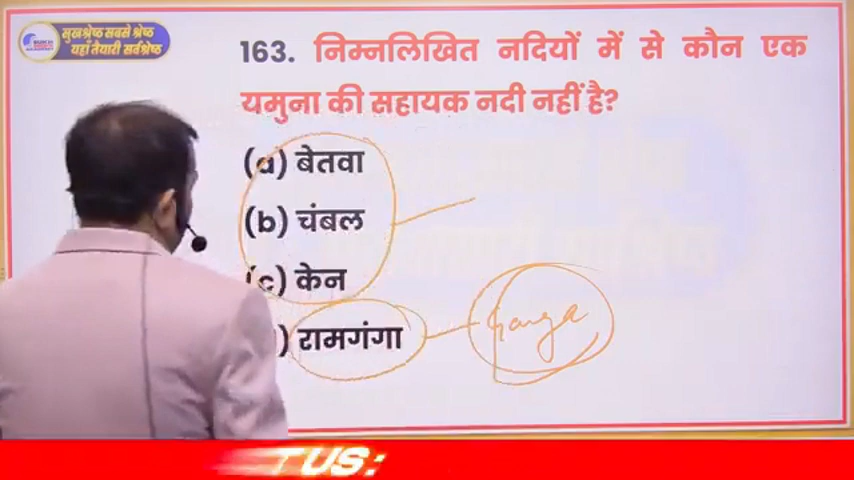 सुखश्रेष्ठ सबसे श्रेष्ठ
यहाँ तैयारी सर्वश्रेष्ठ
163. निम्नलिखित नदियों में से कौन एक
यमुना की सहायक नदी नहीं है?
(a) बेतवा
(b) चंबल
(c) केन
) रामगंगा
Ganga
TUS: